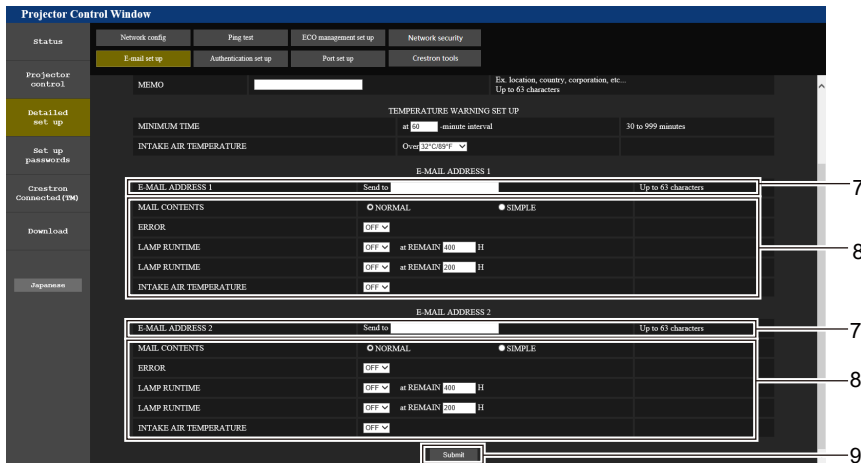 Projector Control Window
Status
Network config Ping test ECO management set up Network security
E-mail set up Authentication set up Port set up Crestron tools
Projector
control
Detailed
set up
Set up
passwords
Crestron
Connected(TM)
Download
Japanese
MEMO Ex. location, country, corporation, etc...
Up to 63 characters
TEMPERATURE WARNING SET UP
MINIMUM TIME at 60 -minute interval 30 to 999 minutes
INTAKE AIR TEMPERATURE Over 32°C/89°F
E-MAIL ADDRESS 1
E-MAIL ADDRESS 1 Send to Up to 63 characters 7
MAIL CONTENTS NORMAL SIMPLE
ERROR OFF
LAMP RUNTIME OFF at REMAIN 400 H 8
LAMP RUNTIME OFF at REMAIN 200 H
INTAKE AIR TEMPERATURE OFF
E-MAIL ADDRESS 2
E-MAIL ADDRESS 2 Send to Up to 63 characters 7
MAIL CONTENTS NORMAL SIMPLE
ERROR OFF
LAMP RUNTIME OFF at REMAIN 400 H 8
LAMP RUNTIME OFF at REMAIN 200 H
INTAKE AIR TEMPERATURE OFF
Submit 9